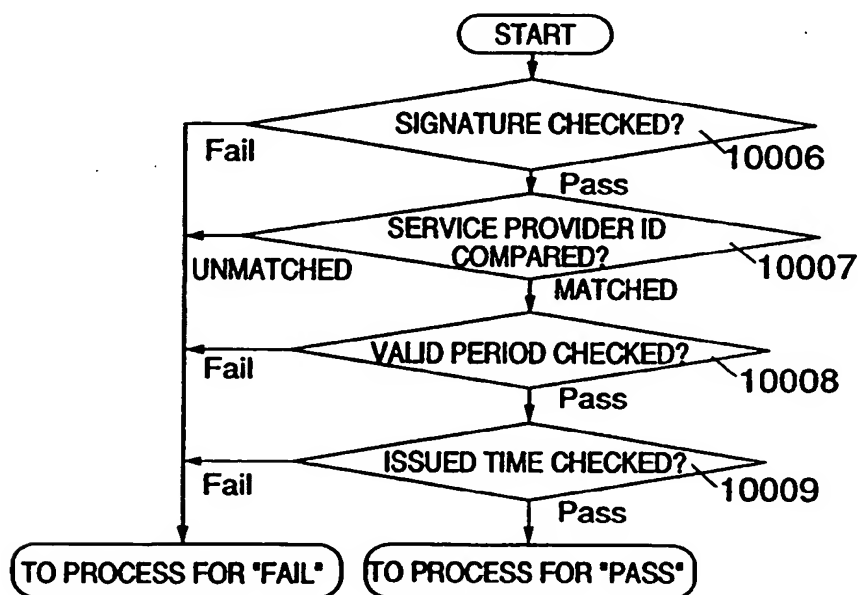 START
SIGNATURE CHECKED?
10006
Fail
Pass
SERVICE PROVIDER ID
COMPARED?
10007
UNMATCHED
MATCHED
VALID PERIOD CHECKED?
10008
Fail
Pass
ISSUED TIME CHECKED?
10009
Fail
Pass
TO PROCESS FOR "FAIL"
TO PROCESS FOR "PASS"